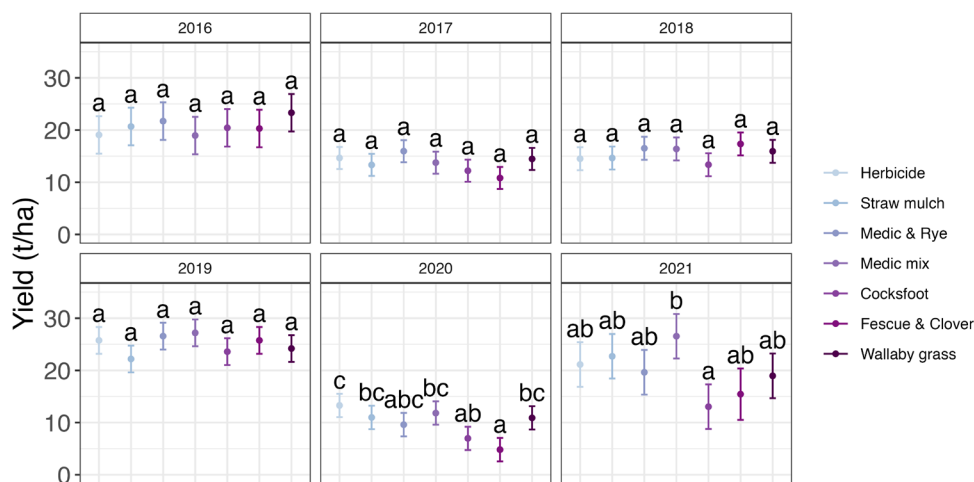 2016 2017 2018
a a a a a a a
a a a a a a a
a a a a a a a
30
20
10
0
Yield (t/ha)
2019 2020 2021
a a a a a a a
c bc abc bc ab a bc
ab ab ab b a ab ab
30
20
10
0
Herbicide
Straw mulch
Medic & Rye
Medic mix
Cocksfoot
Fescue & Clover
Wallaby grass